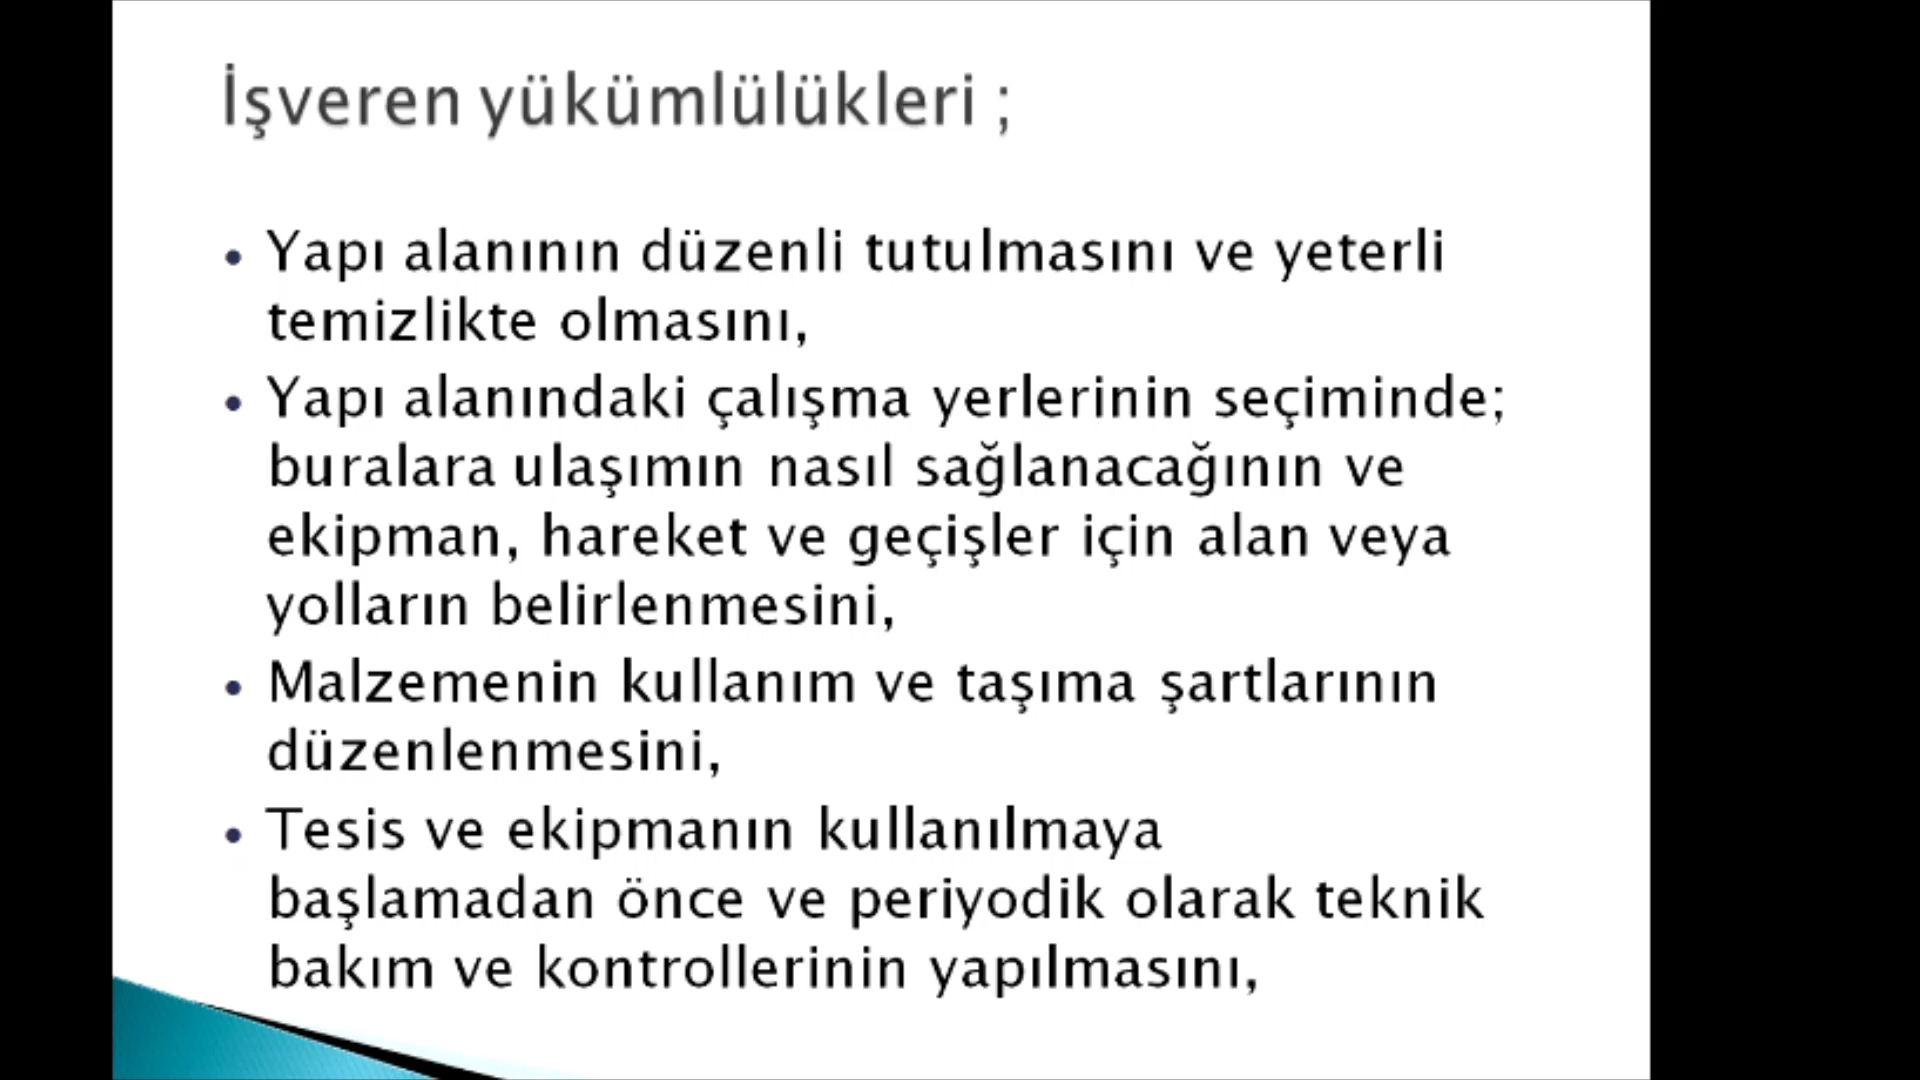 İşveren yükümlülükleri ;
• Yapı alanının düzenli tutulmasını ve yeterli
temizlikte olmasını,
• Yapı alanındaki çalışma yerlerinin seçiminde;
buralara ulaşımın nasıl sağlanacağının ve
ekipman, hareket ve geçişler için alan veya
yolların belirlenmesini,
• Malzemenin kullanım ve taşıma şartlarının
düzenlenmesini,
• Tesis ve ekipmanın kullanılmaya
başlamadan önce ve periyodik olarak teknik
bakım ve kontrollerinin yapılmasını,